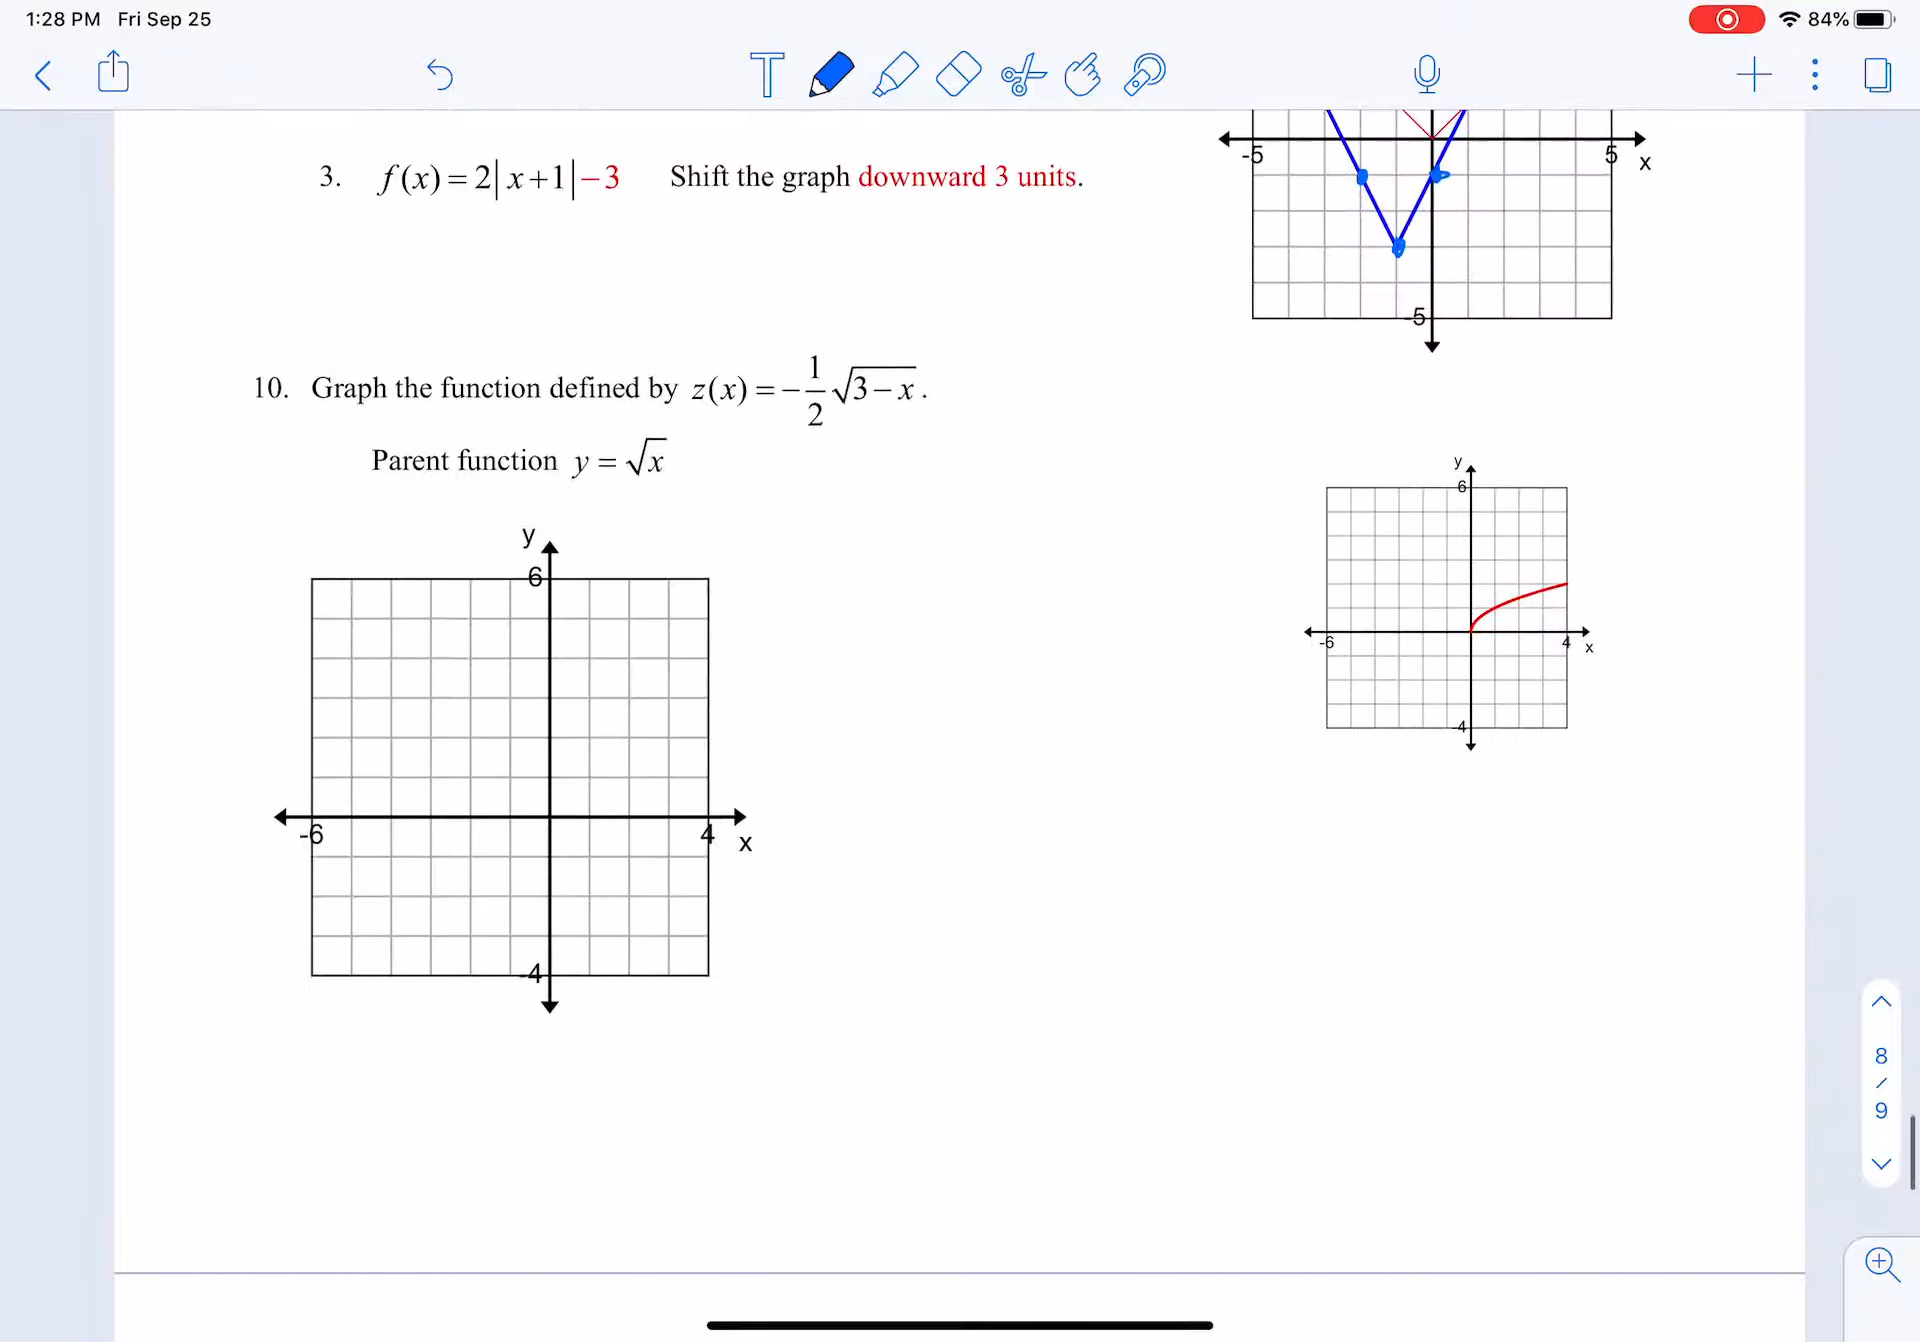 1:28 PM Fri Sep 25
84%
T
3. f(x) = 2|x+1|−3 Shift the graph downward 3 units.
-5 5 x
-5
10. Graph the function defined by z(x) = −1/2 √(3−x).
Parent function y = √x
y
6
-6 4 x
-4
y
6
-6 4 x
-4
8
/
9